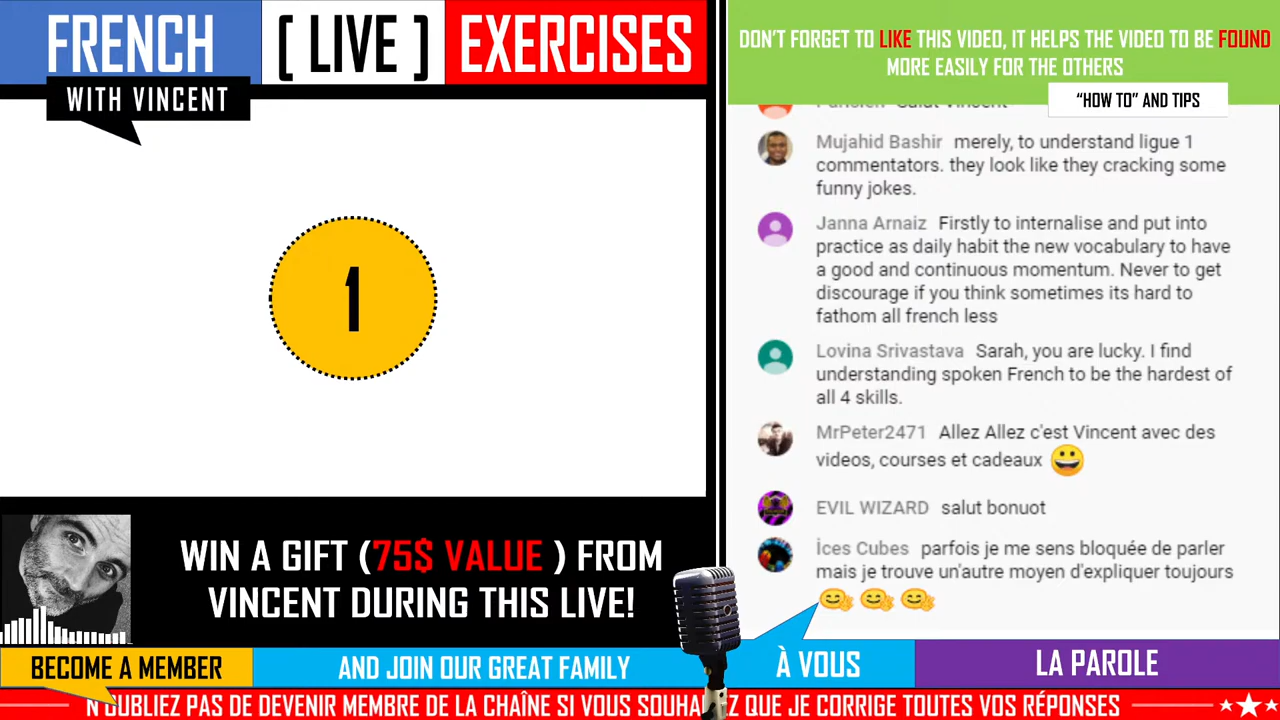 FRENCH
[ LIVE ]
EXERCISES
WITH VINCENT
1
WIN A GIFT (75$ VALUE ) FROM
VINCENT DURING THIS LIVE!
BECOME A MEMBER
AND JOIN OUR GREAT FAMILY
DON'T FORGET TO LIKE THIS VIDEO, IT HELPS THE VIDEO TO BE FOUND
MORE EASILY FOR THE OTHERS
“HOW TO” AND TIPS
Parisien Salut Vincent
Mujahid Bashir merely, to understand ligue 1
commentators. they look like they cracking some
funny jokes.
Janna Arnaiz Firstly to internalise and put into
practice as daily habit the new vocabulary to have
a good and continuous momentum. Never to get
discourage if you think sometimes its hard to
fathom all french less
Lovina Srivastava Sarah, you are lucky. I find
understanding spoken French to be the hardest of
all 4 skills.
MrPeter2471 Allez Allez c'est Vincent avec des
videos, courses et cadeaux
EVIL WIZARD salut bonuot
İces Cubes parfois je me sens bloquée de parler
mais je trouve un'autre moyen d'expliquer toujours
À VOUS
LA PAROLE
N'OUBLIEZ PAS DE DEVENIR MEMBRE DE LA CHAÎNE SI VOUS SOUHAITEZ QUE JE CORRIGE TOUTES VOS RÉPONSES